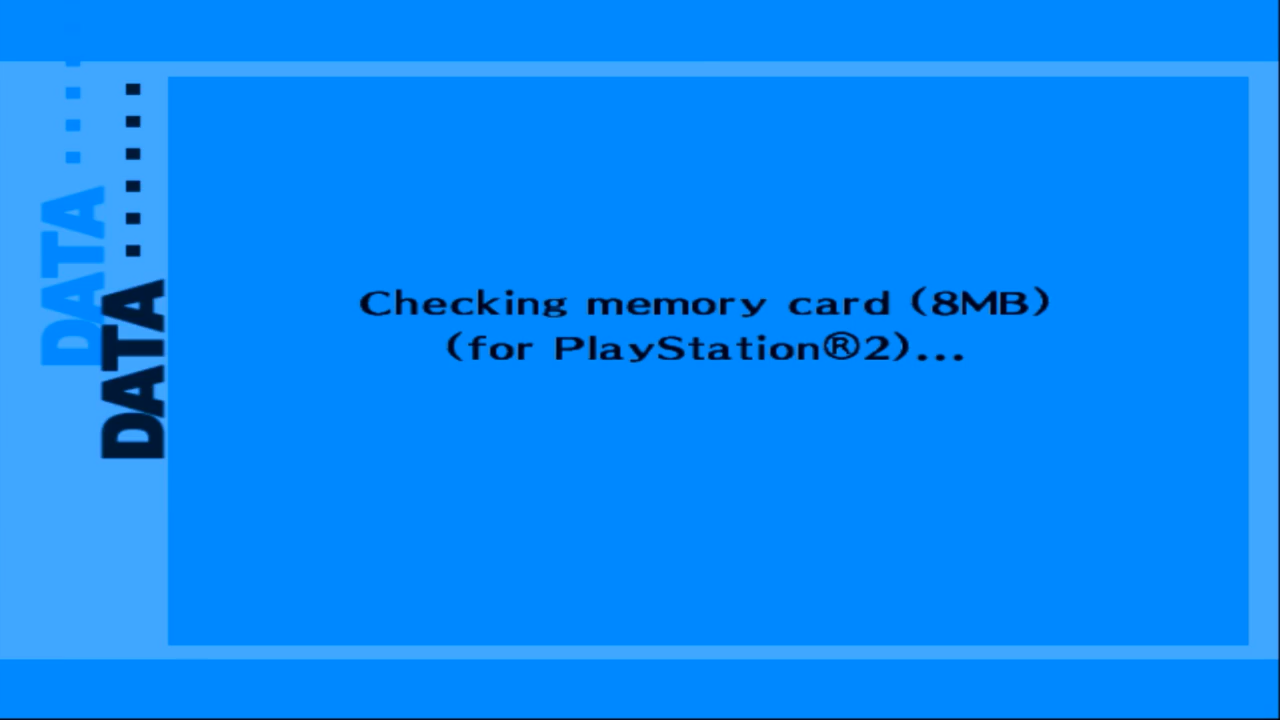 DATA ......
DATA ....
Checking memory card (8MB)
(for PlayStation®2)...